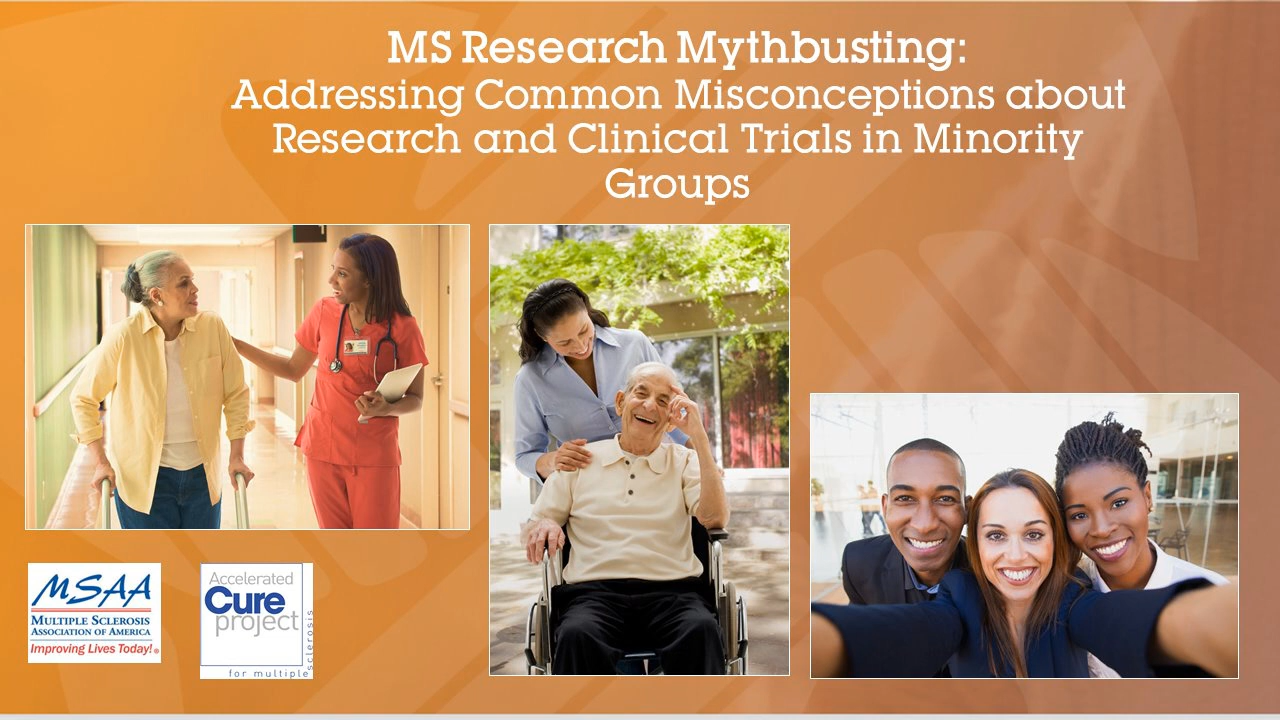 MS Research Mythbusting:
Addressing Common Misconceptions about
Research and Clinical Trials in Minority
Groups
MSAA
MULTIPLE SCLEROSIS
ASSOCIATION OF AMERICA
Improving Lives Today!®
Accelerated
Cure
project
for multiple
sclerosis